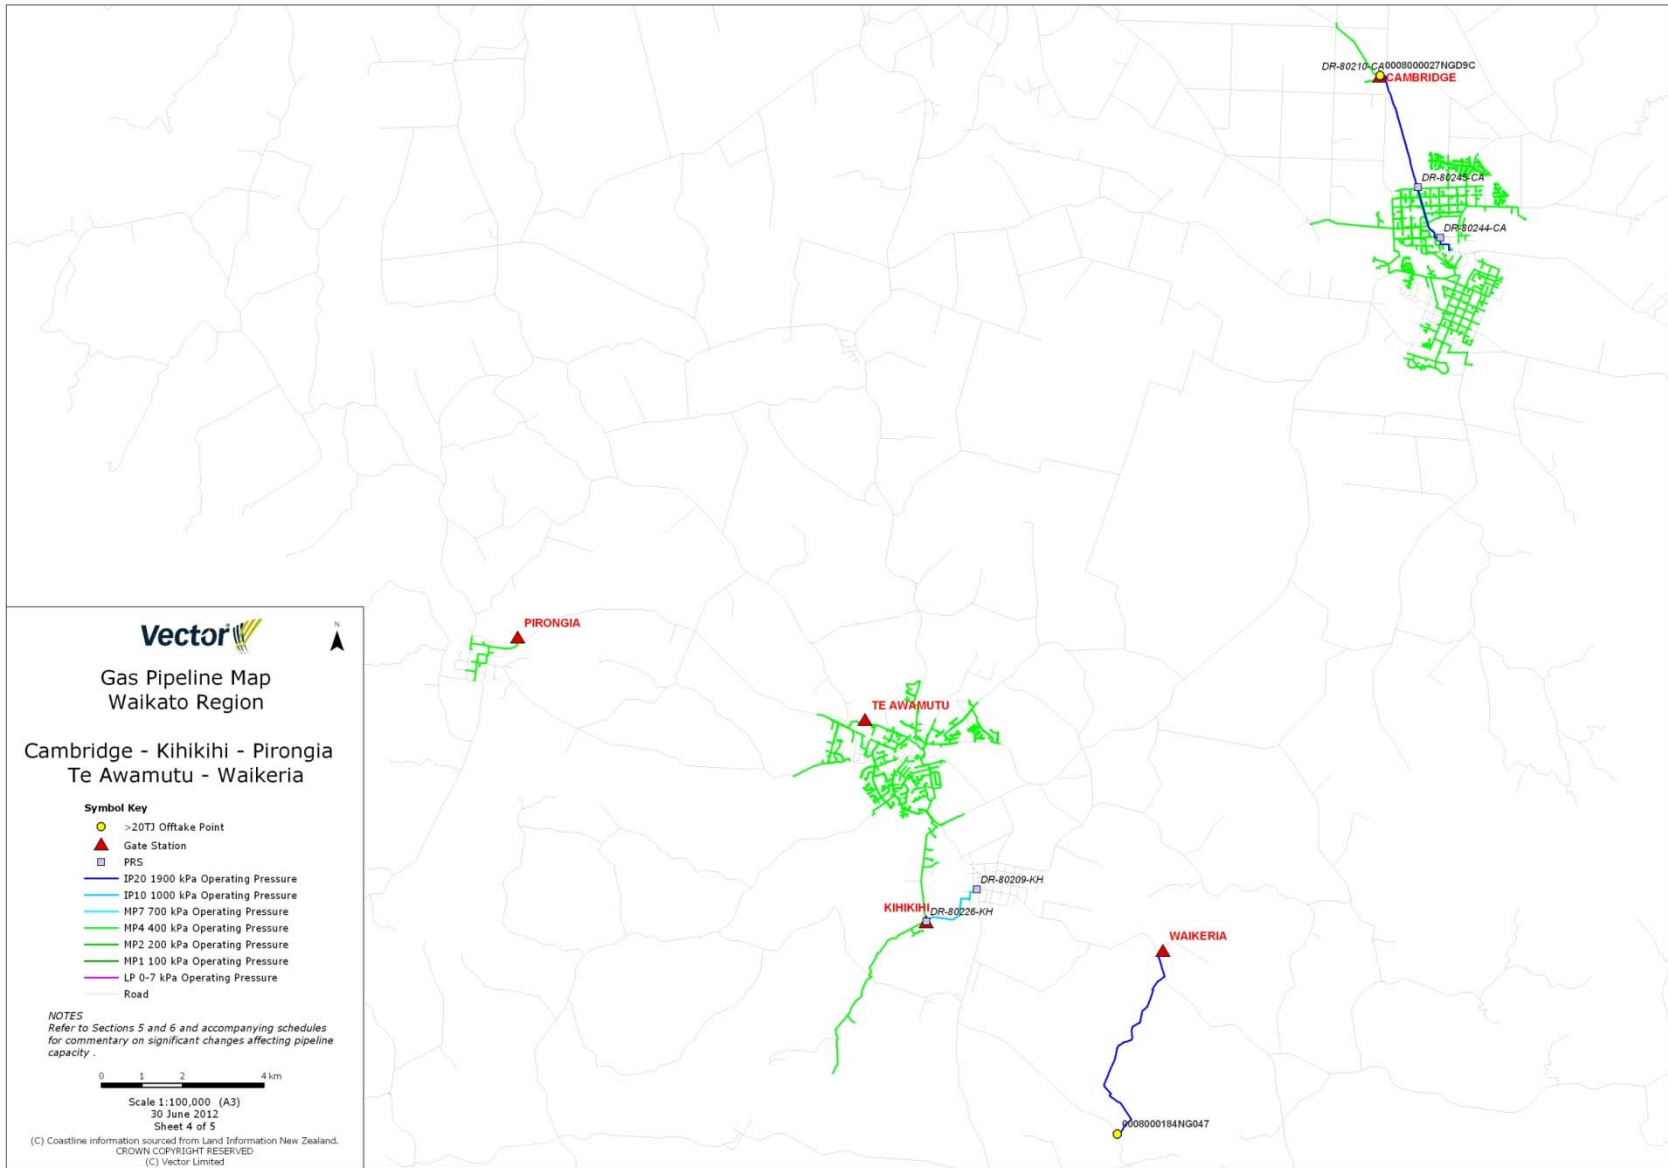 DR-80210-CA0008000027NGD9C
CAMBRIDGE
DR-80245-CA
DR-80244-CA
PIRONGIA
TE AWAMUTU
DR-80209-KH
KIHIKIHI
DR-80226-KH
WAIKERIA
0008000184NG047
Vector
N
Gas Pipeline Map
Waikato Region
Cambridge - Kihikihi - Pirongia
Te Awamutu - Waikeria
Symbol Key
>20TJ Offtake Point
Gate Station
PRS
IP20 1900 kPa Operating Pressure
IP10 1000 kPa Operating Pressure
MP7 700 kPa Operating Pressure
MP4 400 kPa Operating Pressure
MP2 200 kPa Operating Pressure
MP1 100 kPa Operating Pressure
LP 0-7 kPa Operating Pressure
Road
NOTES
Refer to Sections 5 and 6 and accompanying schedules
for commentary on significant changes affecting pipeline
capacity .
0 1 2 4 km
Scale 1:100,000 (A3)
30 June 2012
Sheet 4 of 5
(C) Coastline information sourced from Land Information New Zealand.
CROWN COPYRIGHT RESERVED
(C) Vector Limited